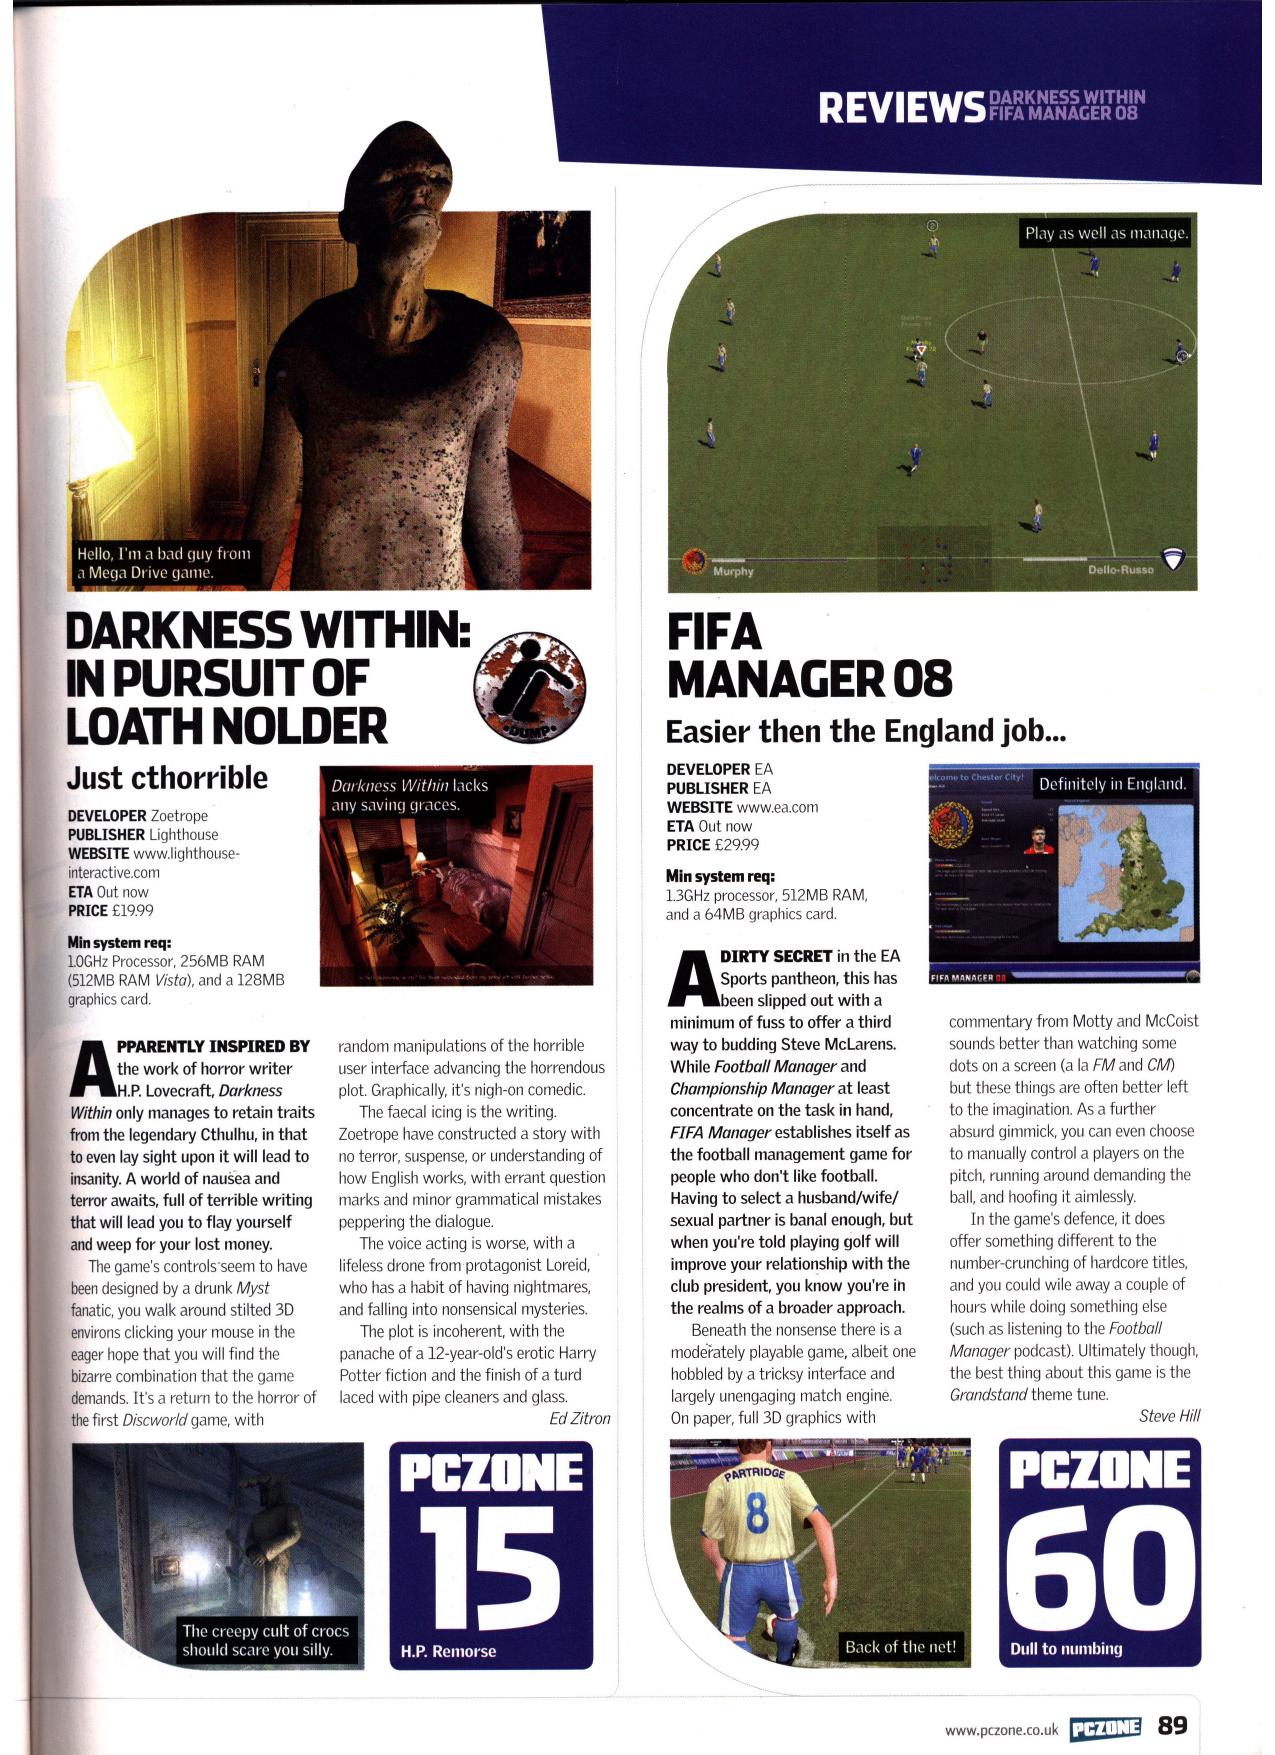 REVIEWS DARKNESS WITHIN
FIFA MANAGER 08
Hello, I'm a bad guy from
a Mega Drive game.
DARKNESS WITHIN:
IN PURSUIT OF
LOATH NOLDER
DUMP
Just cthorrible
DEVELOPER Zoetrope
PUBLISHER Lighthouse
WEBSITE www.lighthouse-
interactive.com
ETA Out now
PRICE £19.99
Min system req:
1.0GHz Processor, 256MB RAM
(512MB RAM Vista), and a 128MB
graphics card.
Darkness Within lacks
any saving graces.
APPARENTLY INSPIRED BY
the work of horror writer
H.P. Lovecraft, Darkness
Within only manages to retain traits
from the legendary Cthulhu, in that
to even lay sight upon it will lead to
insanity. A world of nausea and
terror awaits, full of terrible writing
that will lead you to flay yourself
and weep for your lost money.
The game's controls seem to have
been designed by a drunk Myst
fanatic, you walk around stilted 3D
environs clicking your mouse in the
eager hope that you will find the
bizarre combination that the game
demands. It's a return to the horror of
the first Discworld game, with
random manipulations of the horrible
user interface advancing the horrendous
plot. Graphically, it's nigh-on comedic.
The faecal icing is the writing.
Zoetrope have constructed a story with
no terror, suspense, or understanding of
how English works, with errant question
marks and minor grammatical mistakes
peppering the dialogue.
The voice acting is worse, with a
lifeless drone from protagonist Loreid,
who has a habit of having nightmares,
and falling into nonsensical mysteries.
The plot is incoherent, with the
panache of a 12-year-old's erotic Harry
Potter fiction and the finish of a turd
laced with pipe cleaners and glass.
Ed Zitron
The creepy cult of crocs
should scare you silly.
PCZONE
15
H.P. Remorse
Play as well as manage.
Murphy
Dello-Russo
FIFA
MANAGER 08
Easier then the England job...
DEVELOPER EA
PUBLISHER EA
WEBSITE www.ea.com
ETA Out now
PRICE £29.99
Min system req:
1.3GHz processor, 512MB RAM,
and a 64MB graphics card.
elcome to Chester City!
Definitely in England.
FIFA MANAGER 08
A DIRTY SECRET in the EA
Sports pantheon, this has
been slipped out with a
minimum of fuss to offer a third
way to budding Steve McLarens.
While Football Manager and
Championship Manager at least
concentrate on the task in hand,
FIFA Manager establishes itself as
the football management game for
people who don't like football.
Having to select a husband/wife/
sexual partner is banal enough, but
when you're told playing golf will
improve your relationship with the
club president, you know you're in
the realms of a broader approach.
Beneath the nonsense there is a
moderately playable game, albeit one
hobbled by a tricksy interface and
largely unengaging match engine.
On paper, full 3D graphics with
commentary from Motty and McCoist
sounds better than watching some
dots on a screen (a la FM and CM)
but these things are often better left
to the imagination. As a further
absurd gimmick, you can even choose
to manually control a players on the
pitch, running around demanding the
ball, and hoofing it aimlessly.
In the game's defence, it does
offer something different to the
number-crunching of hardcore titles,
and you could wile away a couple of
hours while doing something else
(such as listening to the Football
Manager podcast). Ultimately though,
the best thing about this game is the
Grandstand theme tune.
Steve Hill
PARTRIDGE
8
Back of the net!
PCZONE
60
Dull to numbing
www.pczone.co.uk PCZONE 89